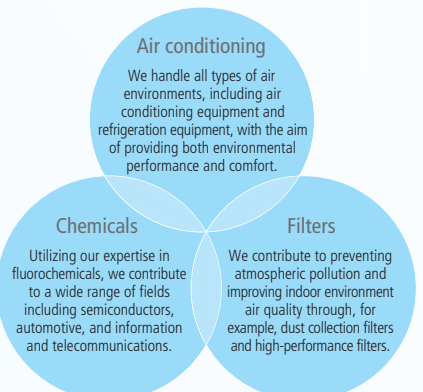 Air conditioning
We handle all types of air
environments, including air
conditioning equipment and
refrigeration equipment, with the aim
of providing both environmental
performance and comfort.
Chemicals
Utilizing our expertise in
fluorochemicals, we contribute
to a wide range of fields
including semiconductors,
automotive, and information
and telecommunications.
Filters
We contribute to preventing
atmospheric pollution and
improving indoor environment
air quality through, for
example, dust collection filters
and high-performance filters.